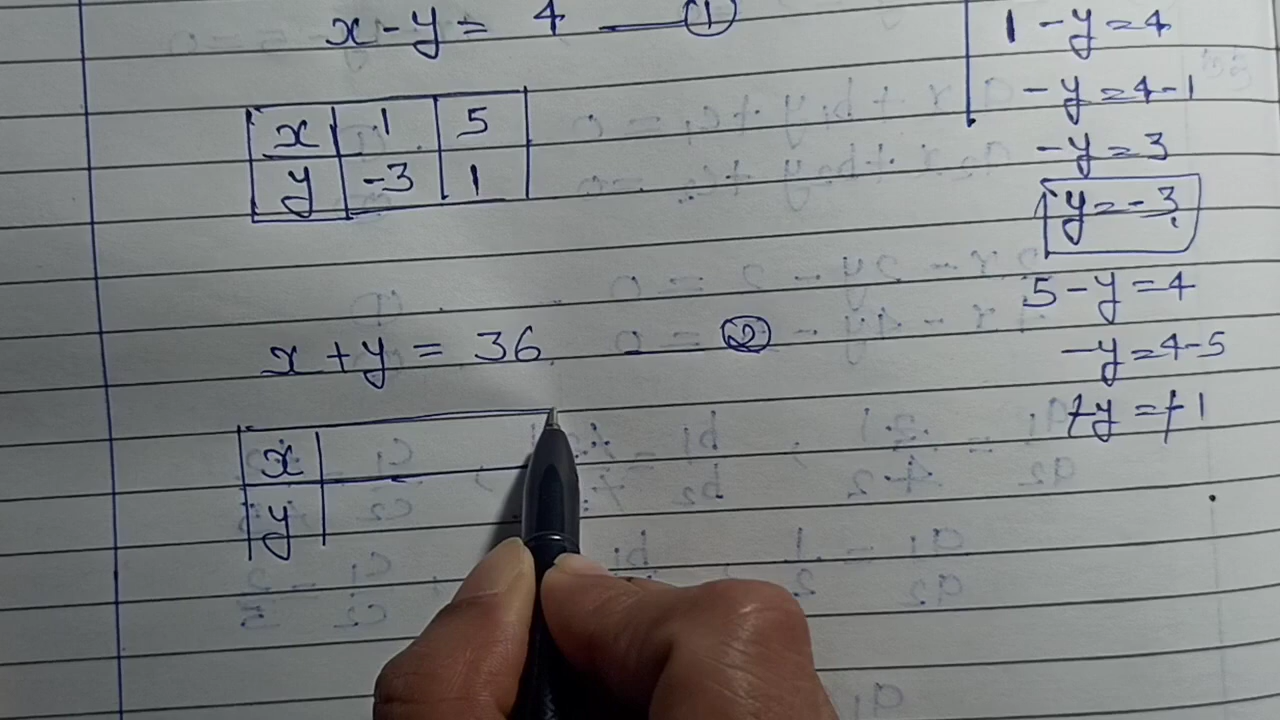 x - y = 4 —— ①
x 1 5
y -3 1
x + y = 36 —— ②
x
y
1 - y = 4
- y = 4 - 1
- y = 3
y = -3
5 - y = 4
- y = 4 - 5
+y = +1